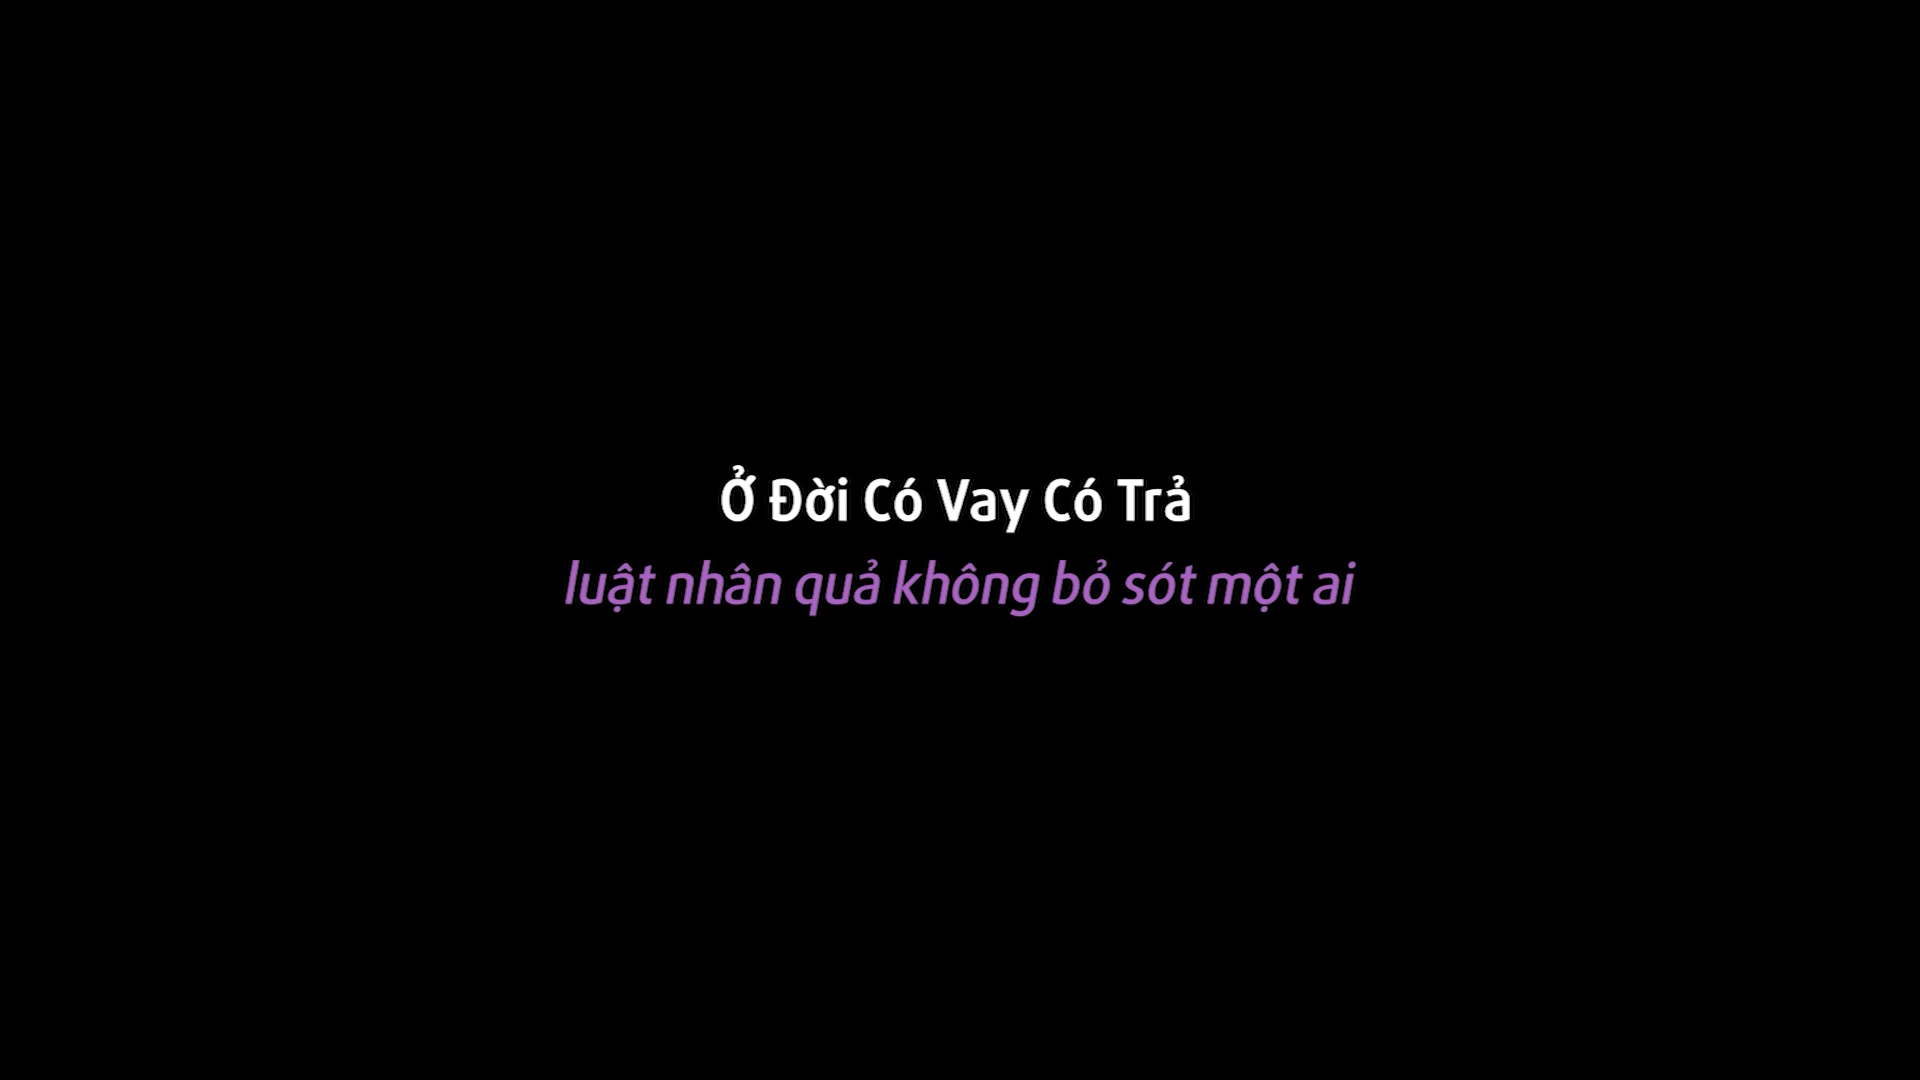 Ở Đời Có Vay Có Trả
luật nhân quả không bỏ sót một ai